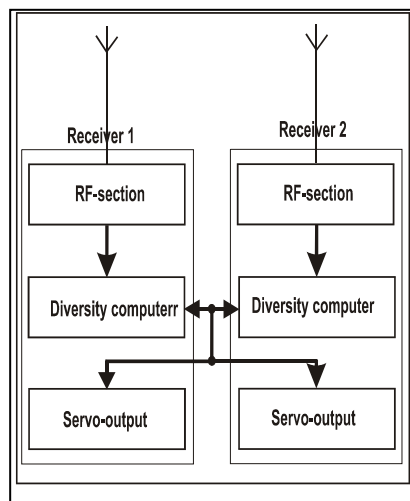 Receiver 1
Receiver 2
RF-section
RF-section
Diversity computerr
Diversity computer
Servo-output
Servo-output